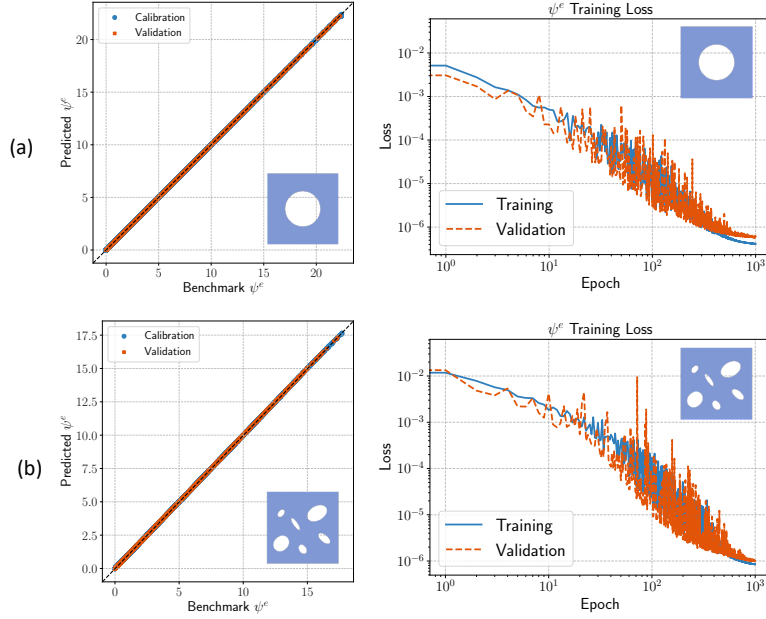 (a)
Calibration
Validation
Predicted ψ^e
20
15
10
5
0
0 5 10 15 20
Benchmark ψ^e
ψ^e Training Loss
Loss
10^−2
10^−3
10^−4
10^−5
10^−6
Training
Validation
10^0 10^1 10^2 10^3
Epoch
(b)
Calibration
Validation
Predicted ψ^e
17.5
15.0
12.5
10.0
7.5
5.0
2.5
0.0
0 5 10 15
Benchmark ψ^e
ψ^e Training Loss
Loss
10^−2
10^−3
10^−4
10^−5
10^−6
Training
Validation
10^0 10^1 10^2 10^3
Epoch